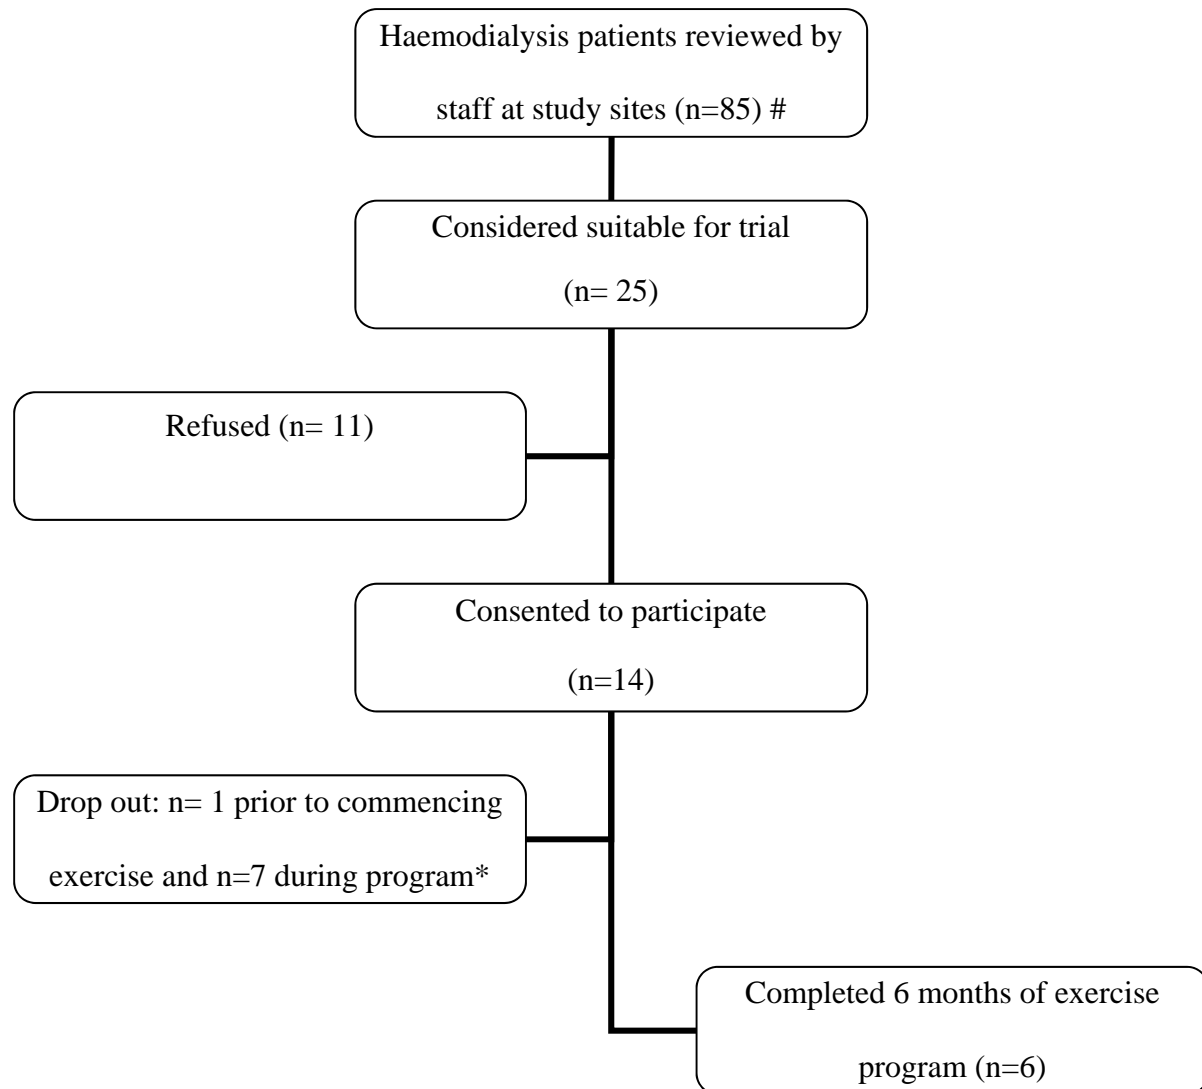 Haemodialysis patients reviewed by
staff at study sites (n=85) #
Considered suitable for trial
(n= 25)
Refused (n= 11)
Consented to participate
(n=14)
Drop out: n= 1 prior to commencing
exercise and n=7 during program*
Completed 6 months of exercise
program (n=6)